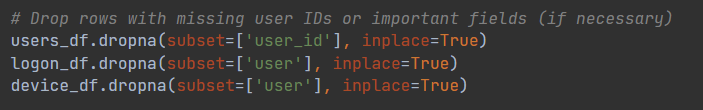 # Drop rows with missing user IDs or important fields (if necessary)
users_df.dropna(subset=['user_id'], inplace=True)
logon_df.dropna(subset=['user'], inplace=True)
device_df.dropna(subset=['user'], inplace=True)